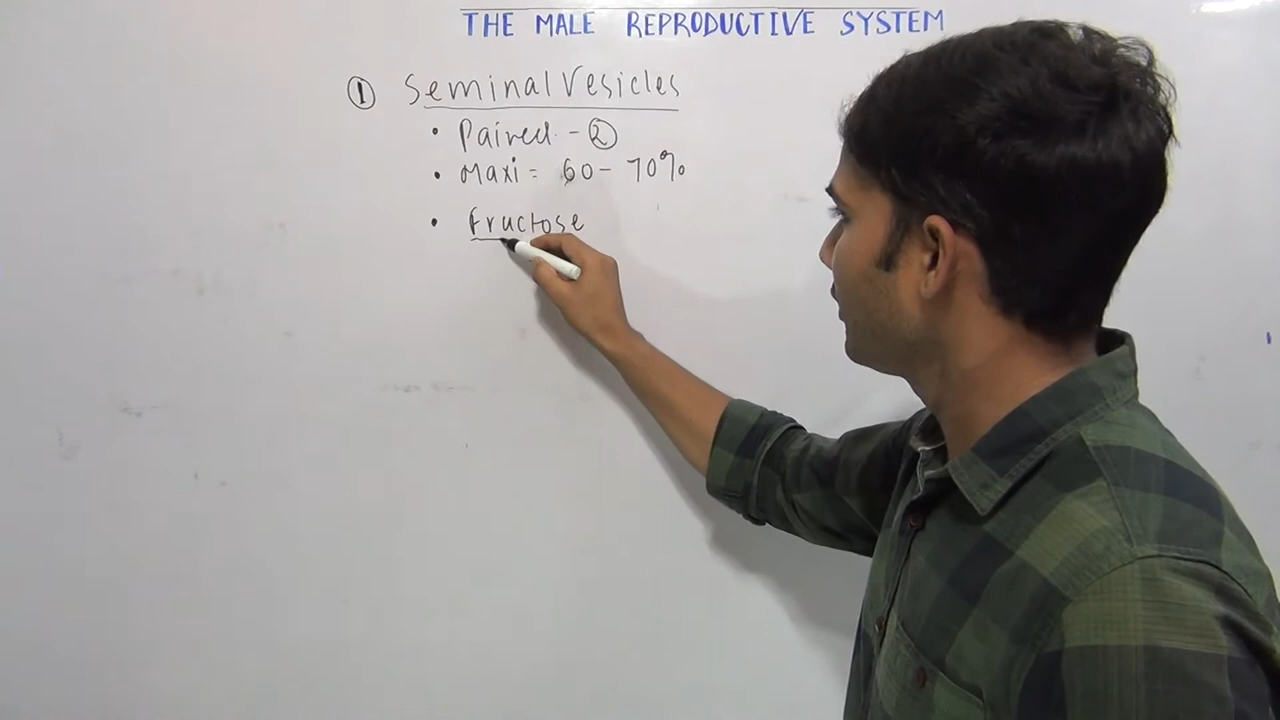 THE MALE REPRODUCTIVE SYSTEM
① Seminal Vesicles
• Paired - ②
• Maxi = 60 - 70%
• Fructose